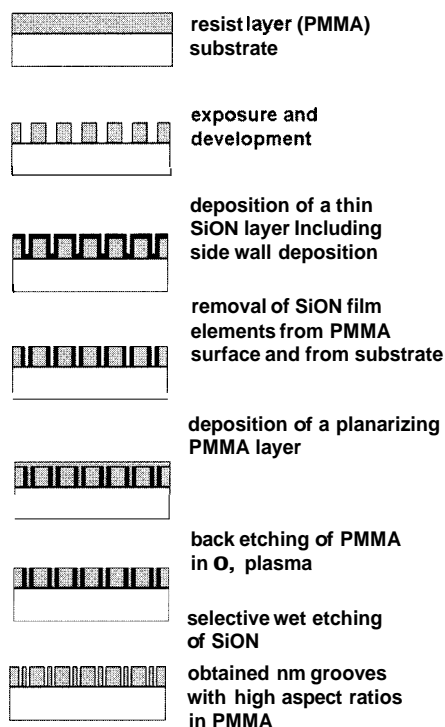 resist layer (PMMA)
substrate
exposure and
development
deposition of a thin
SiON layer Including
side wall deposition
removal of SiON film
elements from PMMA
surface and from substrate
deposition of a planarizing
PMMA layer
back etching of PMMA
in O, plasma
selective wet etching
of SiON
obtained nm grooves
with high aspect ratios
in PMMA